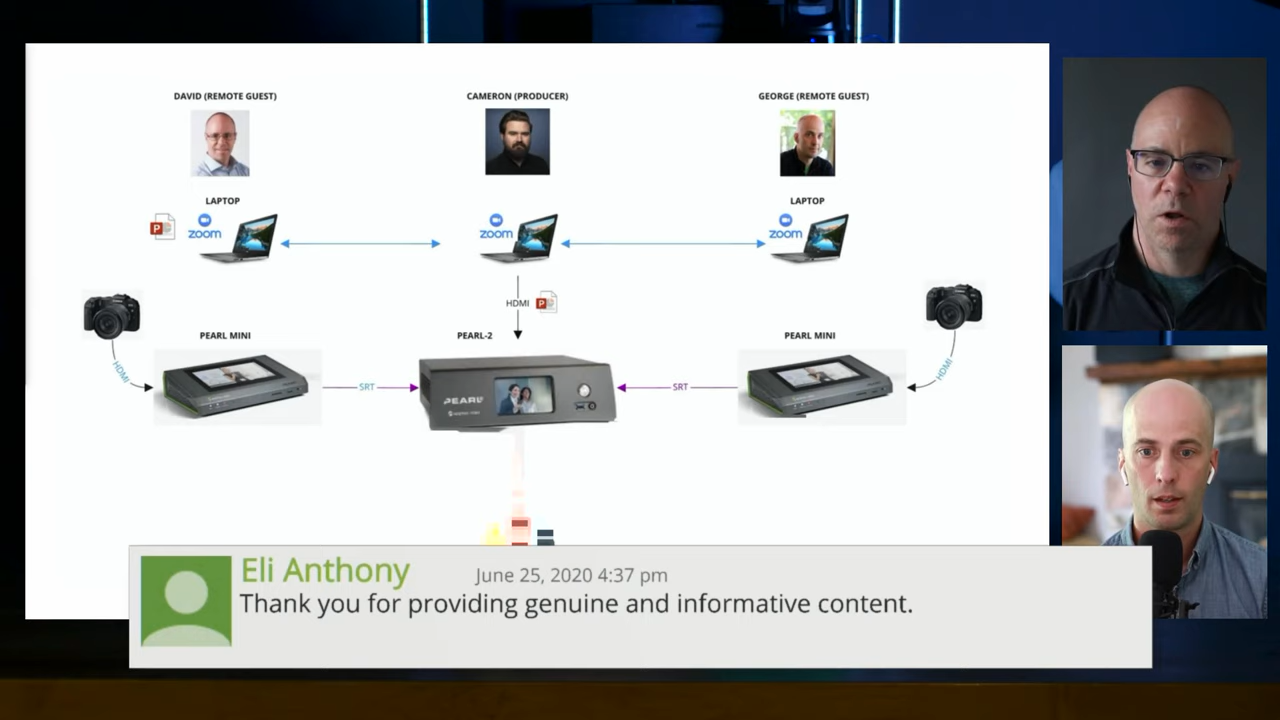 DAVID (REMOTE GUEST)
CAMERON (PRODUCER)
GEORGE (REMOTE GUEST)
LAPTOP
LAPTOP
P
zoom
zoom
zoom
HDMI
P
PEARL MINI
PEARL-2
PEARL MINI
HDMI
SRT
PEARL
SRT
HDMI
Eli Anthony
June 25, 2020 4:37 pm
Thank you for providing genuine and informative content.